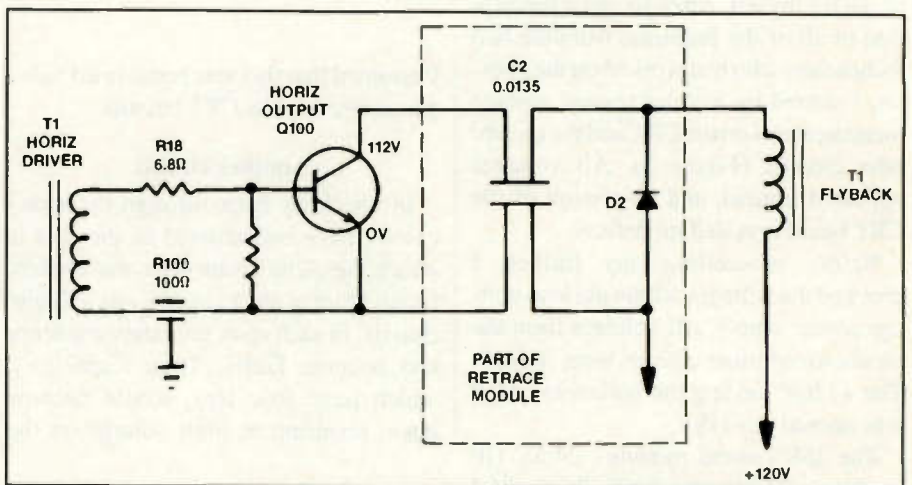 C2
0.0135
HORIZ
OUTPUT
Q100
T1
HORIZ
DRIVER
R18
6.8Ω
112V
0V
D2
T1
FLYBACK
R100
100Ω
PART OF
RETRACE
MODULE
+120V